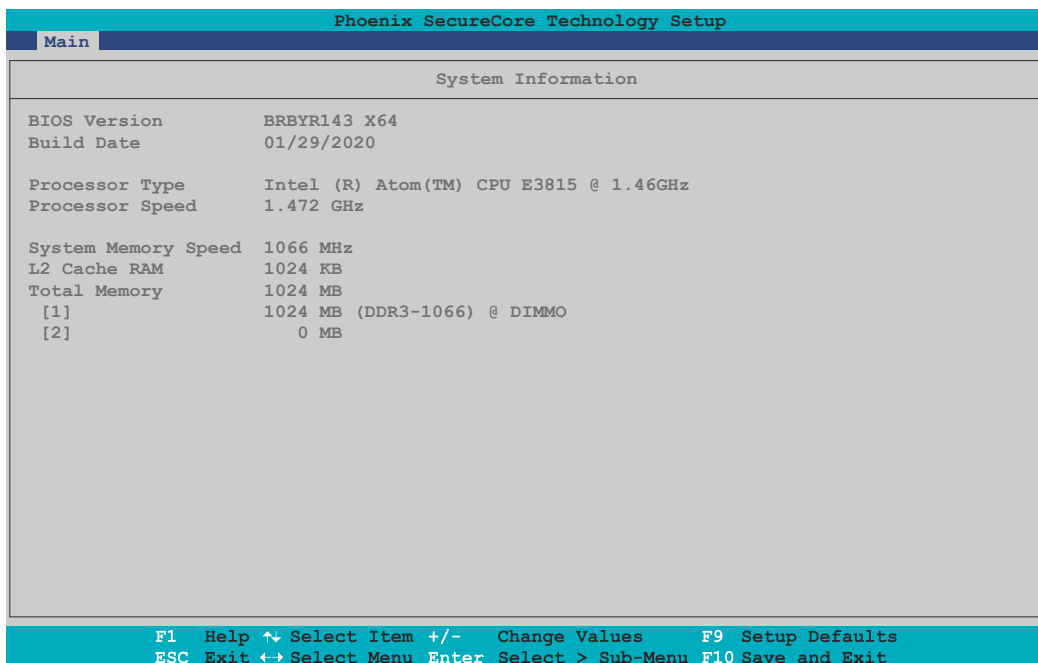 Phoenix SecureCore Technology Setup
Main
System Information
BIOS Version BRBYR143 X64
Build Date 01/29/2020
Processor Type Intel (R) Atom(TM) CPU E3815 @ 1.46GHz
Processor Speed 1.472 GHz
System Memory Speed 1066 MHz
L2 Cache RAM 1024 KB
Total Memory 1024 MB
[1] 1024 MB (DDR3-1066) @ DIMMO
[2] 0 MB
F1 Help ↑↓ Select Item +/- Change Values F9 Setup Defaults
ESC Exit ←→ Select Menu Enter Select > Sub-Menu F10 Save and Exit